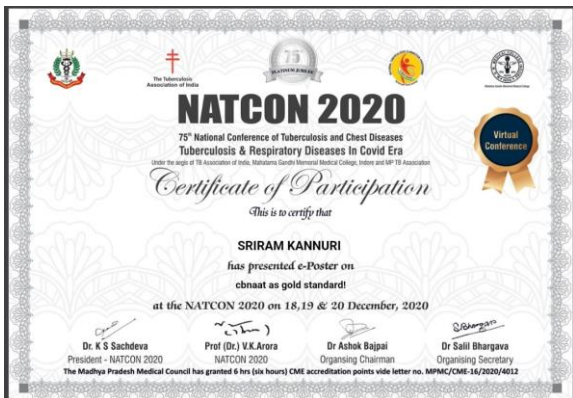 The Tuberculosis
Association of India
75
PLATINUM JUBILEE
NATCON 2020
75th National Conference of Tuberculosis and Chest Diseases
Tuberculosis & Respiratory Diseases In Covid Era
Under the aegis of TB Association of India, Mahatama Gandhi Memorial Medical College, Indore and MP TB Association
Virtual
Conference
Certificate of Participation
This is to certify that
SRIRAM KANNURI
has presented e-Poster on
cbnaat as gold standard!
at the NATCON 2020 on 18,19 & 20 December, 2020
Dr. K S Sachdeva
Prof (Dr.) V.K.Arora
Dr Ashok Bajpai
Dr Salil Bhargava
President - NATCON 2020
NATCON 2020
Organsing Chairman
Organising Secretary
The Madhya Pradesh Medical Council has granted 6 hrs (six hours) CME accreditation points vide letter no. MPMC/CME-16/2020/4012